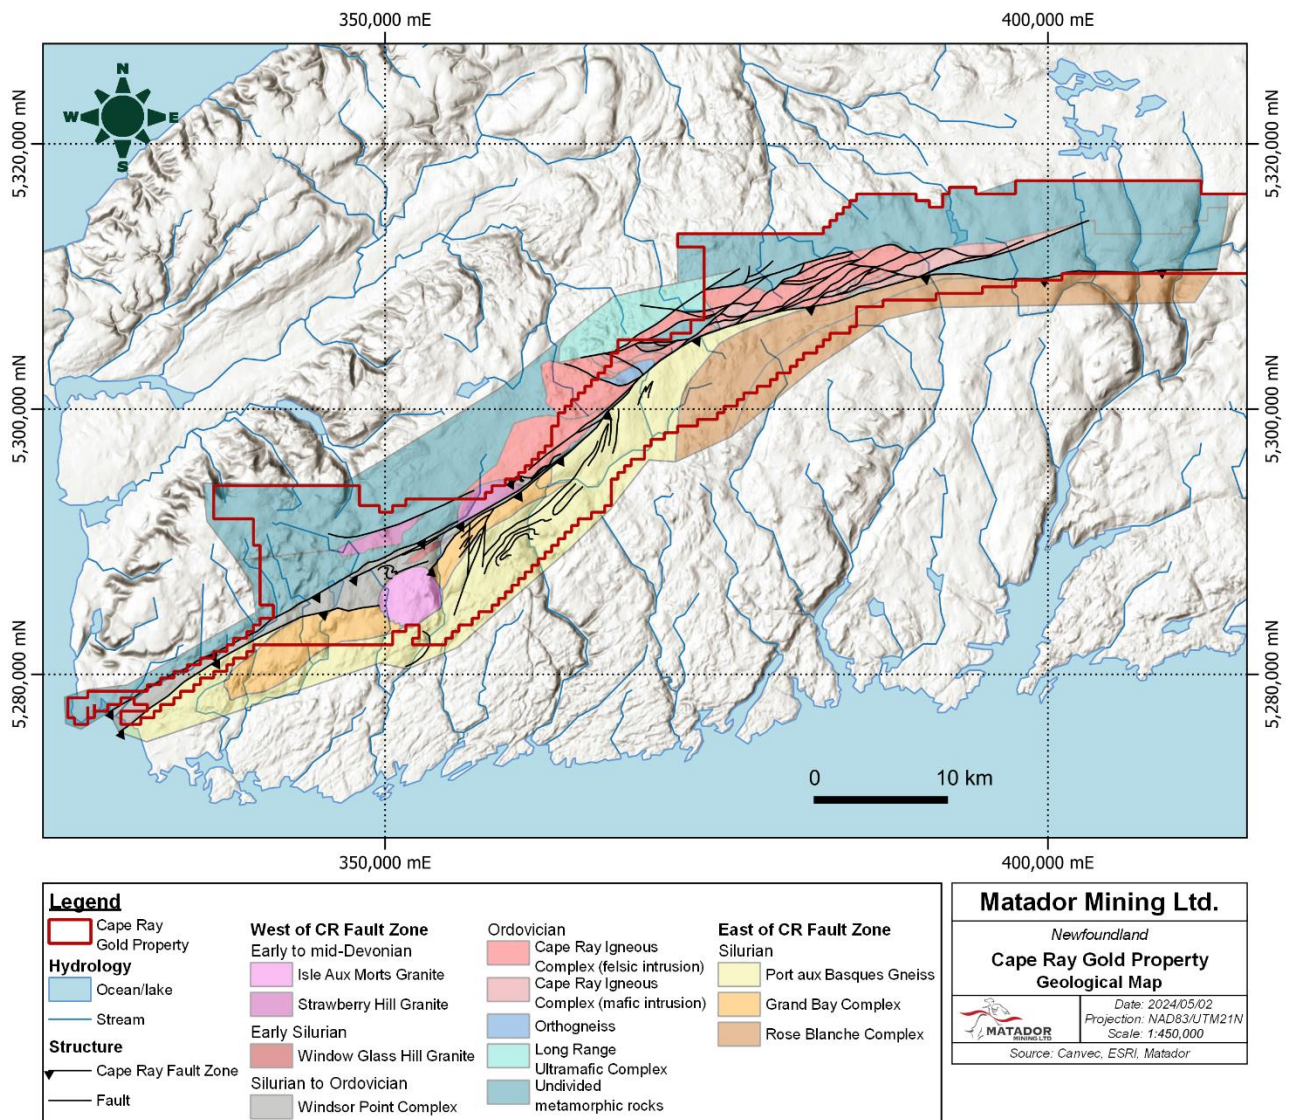 350,000 mE
400,000 mE
N
W E
S
5,320,000 mN
5,320,000 mN
5,300,000 mN
5,300,000 mN
5,280,000 mN
5,280,000 mN
0 10 km
350,000 mE
400,000 mE
Legend
Cape Ray
Gold Property
Hydrology
Ocean/lake
Stream
Structure
Cape Ray Fault Zone
Fault
West of CR Fault Zone
Early to mid-Devonian
Isle Aux Morts Granite
Strawberry Hill Granite
Early Silurian
Window Glass Hill Granite
Silurian to Ordovician
Windsor Point Complex
Ordovician
Cape Ray Igneous
Complex (felsic intrusion)
Cape Ray Igneous
Complex (mafic intrusion)
Orthogneiss
Long Range
Ultramafic Complex
Undivided
metamorphic rocks
East of CR Fault Zone
Silurian
Port aux Basques Gneiss
Grand Bay Complex
Rose Blanche Complex
Matador Mining Ltd.
Newfoundland
Cape Ray Gold Property
Geological Map
MATADOR
MINING LTD
Date: 2024/05/02
Projection: NAD83/UTM21N
Scale: 1:450,000
Source: Canvec, ESRI, Matador